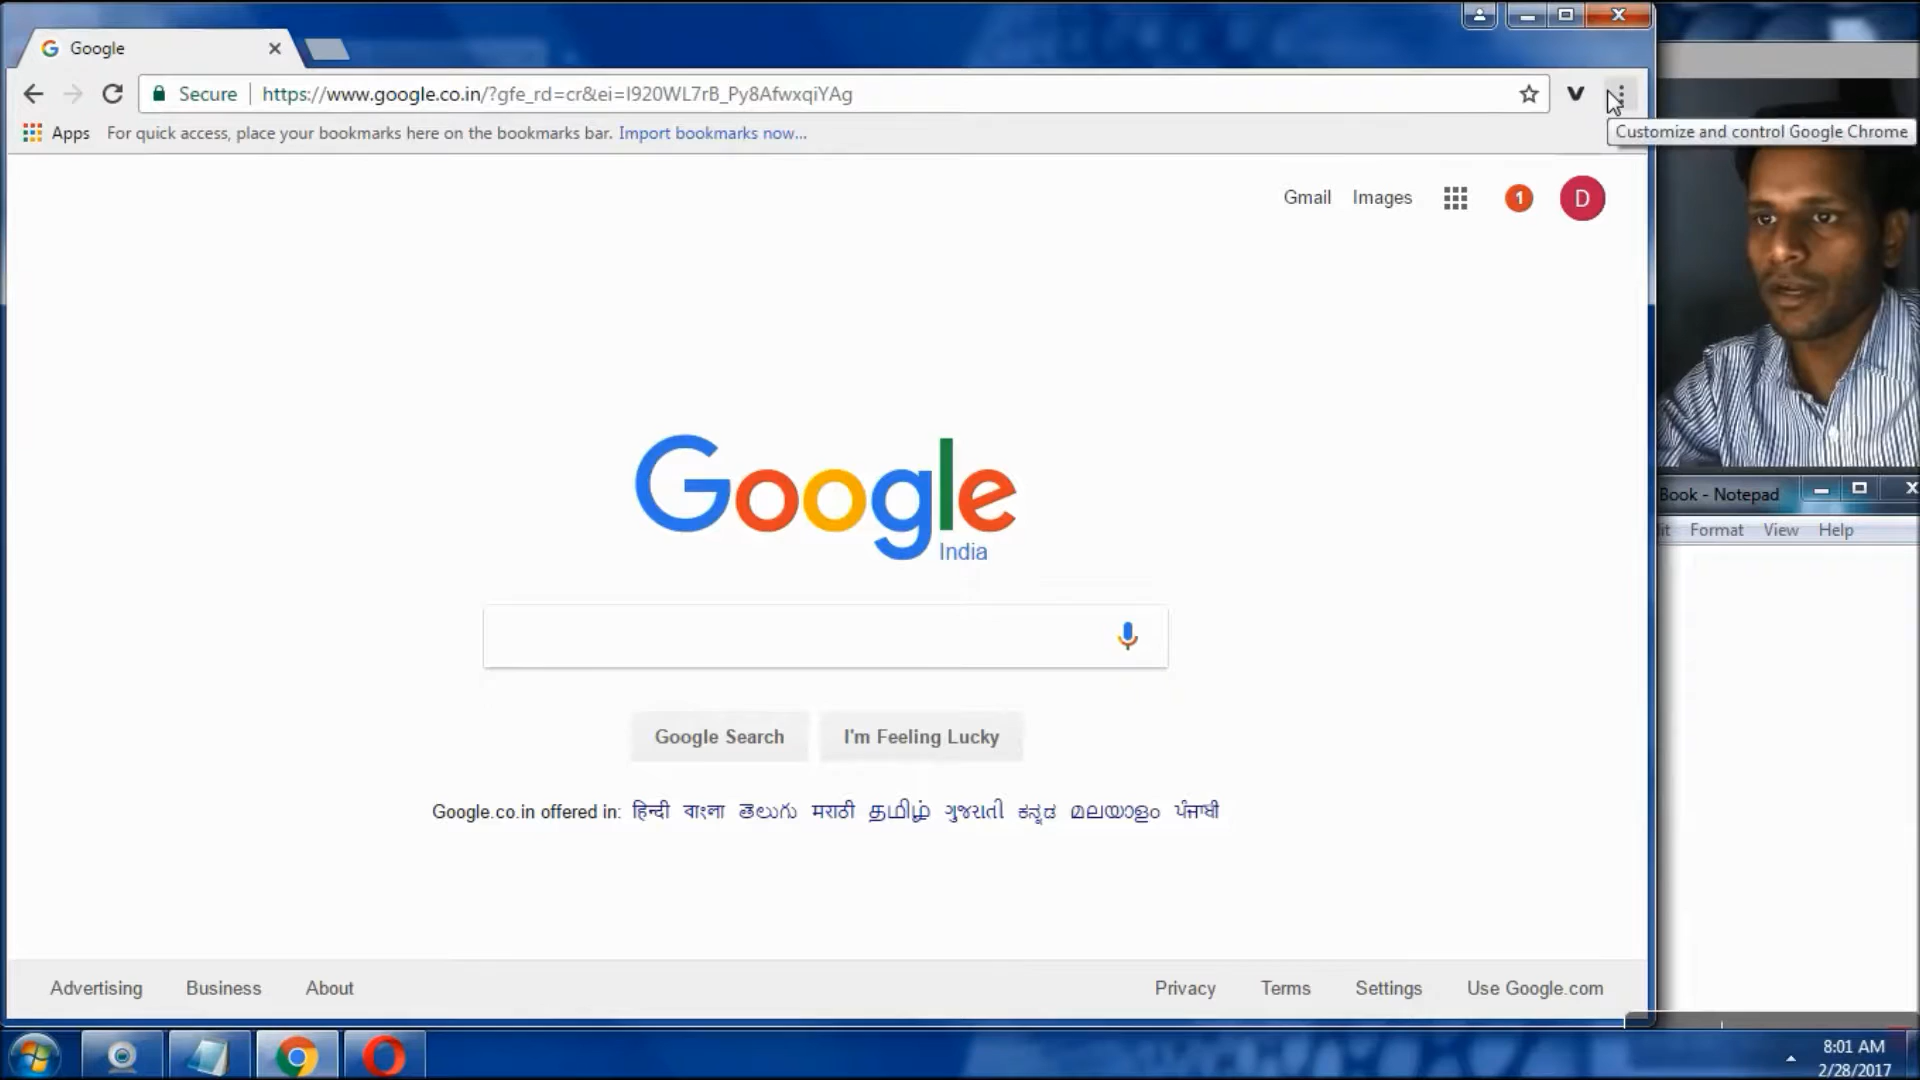 Google
Secure https://www.google.co.in/?gfe_rd=cr&ei=I920WL7rB_Py8AfwxqiYAg
Apps For quick access, place your bookmarks here on the bookmarks bar. Import bookmarks now...
Customize and control Google Chrome
Gmail Images 1 D
Google
India
Google Search I'm Feeling Lucky
Google.co.in offered in: हिन्दी বাংলা తెలుగు मराठी தமிழ் ગુજરાતી ಕನ್ನಡ മലയാളം ਪੰਜਾਬੀ
Advertising Business About Privacy Terms Settings Use Google.com
Book - Notepad
it Format View Help
8:01 AM
2/28/2017